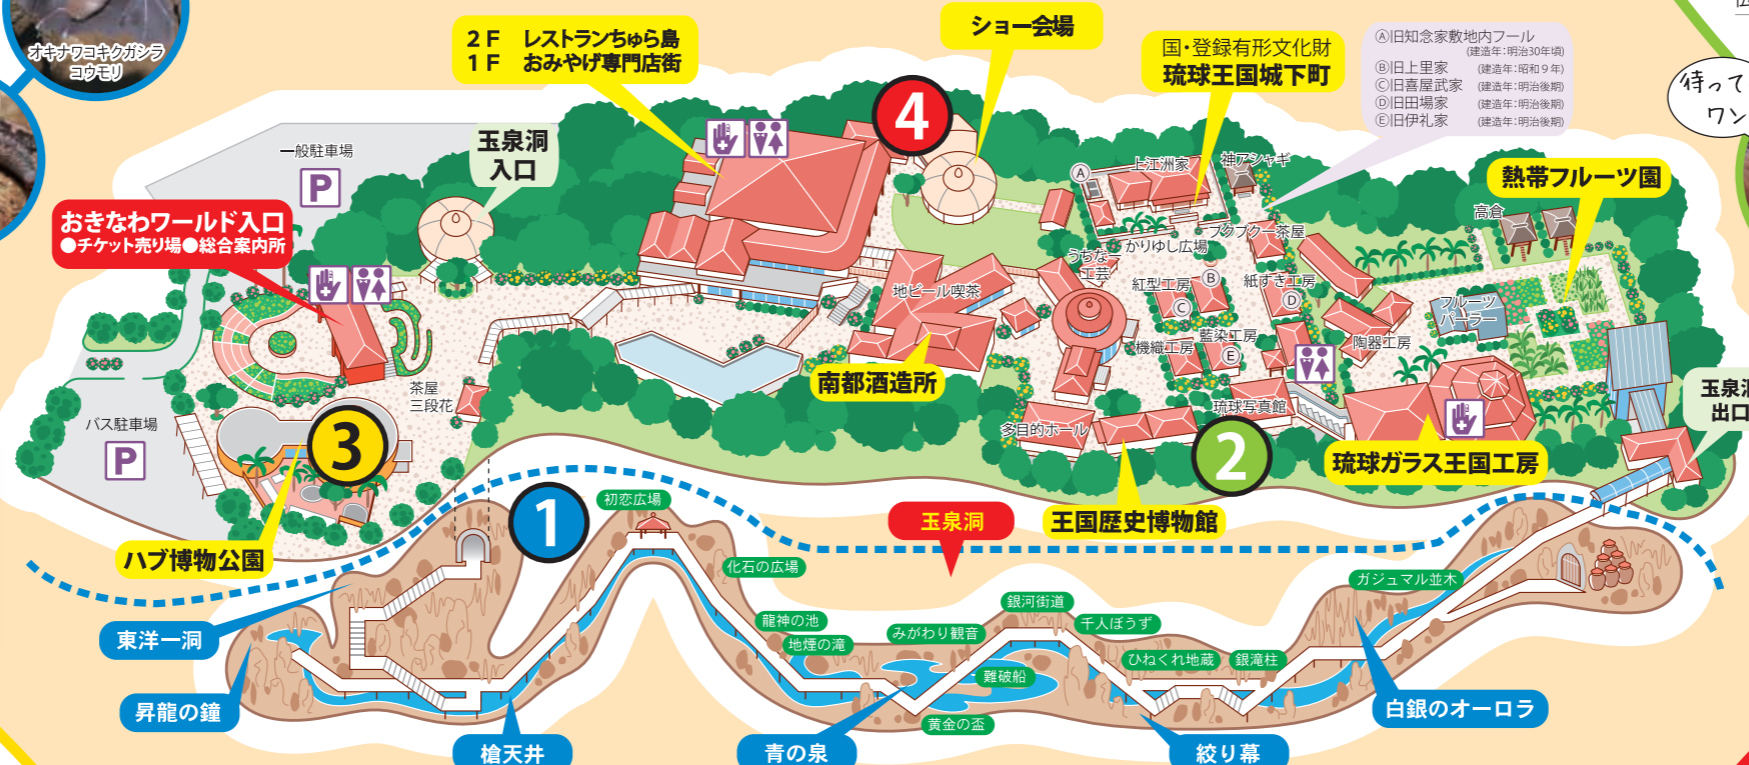 オキナワコキクガシラ
コウモリ
2F レストランちゅら島
1F おみやげ専門店街
ショー会場
国・登録有形文化財
琉球王国城下町
Ⓐ旧知念家敷地内フール
(建造年:明治30年頃)
Ⓑ旧上里家 (建造年:昭和9年)
Ⓒ旧喜屋武家 (建造年:明治後期)
Ⓓ旧田場家 (建造年:明治後期)
Ⓔ旧伊礼家 (建造年:明治後期)
待って
ワン
4
一般駐車場
P
玉泉洞
入口
おきなわワールド入口
●チケット売り場●総合案内所
Ⓐ
上江洲家
神アシャギ
熱帯フルーツ園
高倉
ブクブクー茶屋
かりゆし広場
うちなー
工芸
地ビール喫茶
紅型工房
Ⓑ
紙すき工房
Ⓒ
Ⓓ
フルーツ
パーラー
藍染工房
機織工房
Ⓔ
陶器工房
南都酒造所
茶屋
三段花
バス駐車場
P
3
琉球写真館
多目的ホール
2
玉泉洞
出口
琉球ガラス王国工房
王国歴史博物館
ハブ博物公園
1
初恋広場
玉泉洞
化石の広場
ガジュマル並木
東洋一洞
龍神の池
地煙の滝
みがわり観音
銀河街道
千人ぼうず
ひねくれ地蔵
銀滝柱
難破船
昇龍の鐘
黄金の盃
白銀のオーロラ
槍天井
青の泉
絞り幕